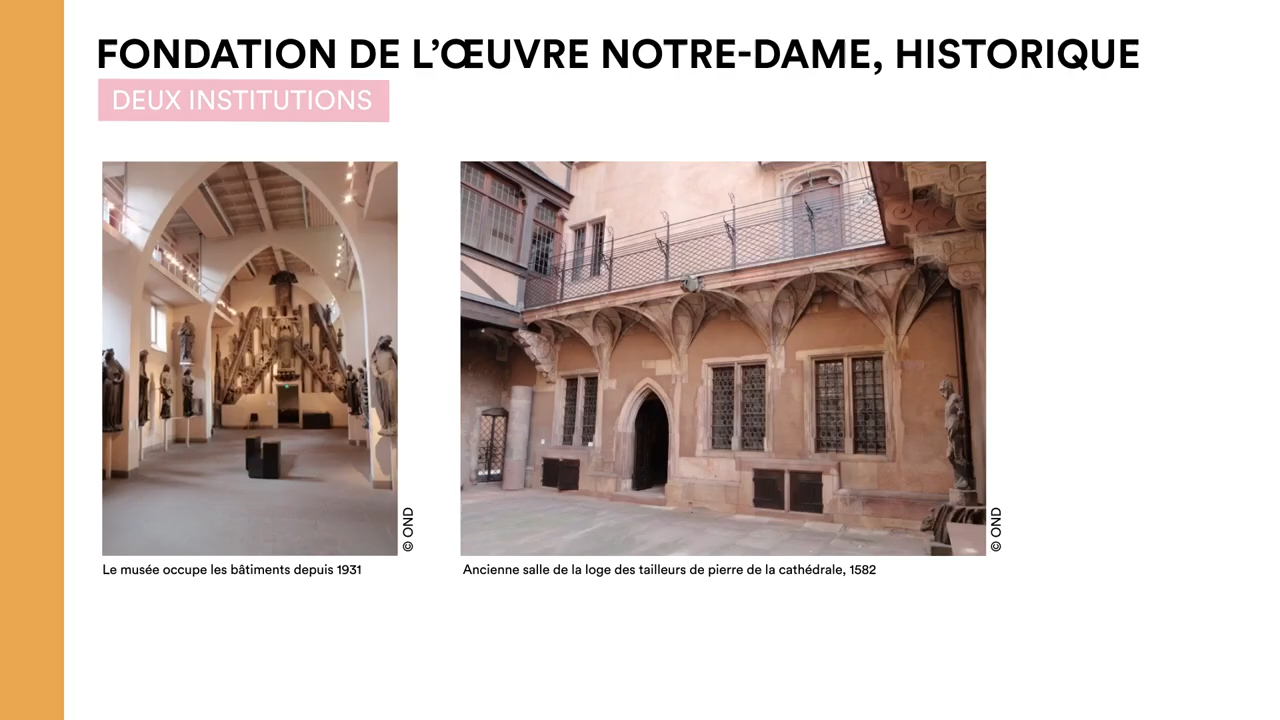 FONDATION DE L’ŒUVRE NOTRE-DAME, HISTORIQUE
DEUX INSTITUTIONS
© OND
© OND
Le musée occupe les bâtiments depuis 1931
Ancienne salle de la loge des tailleurs de pierre de la cathédrale, 1582